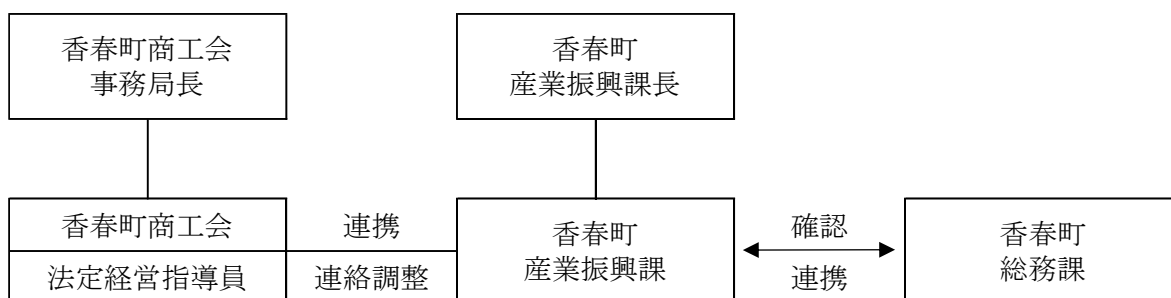 香春町商工会
事務局長
香春町
産業振興課長
香春町商工会
法定経営指導員
連携
連絡調整
香春町
産業振興課
確認
連携
香春町
総務課